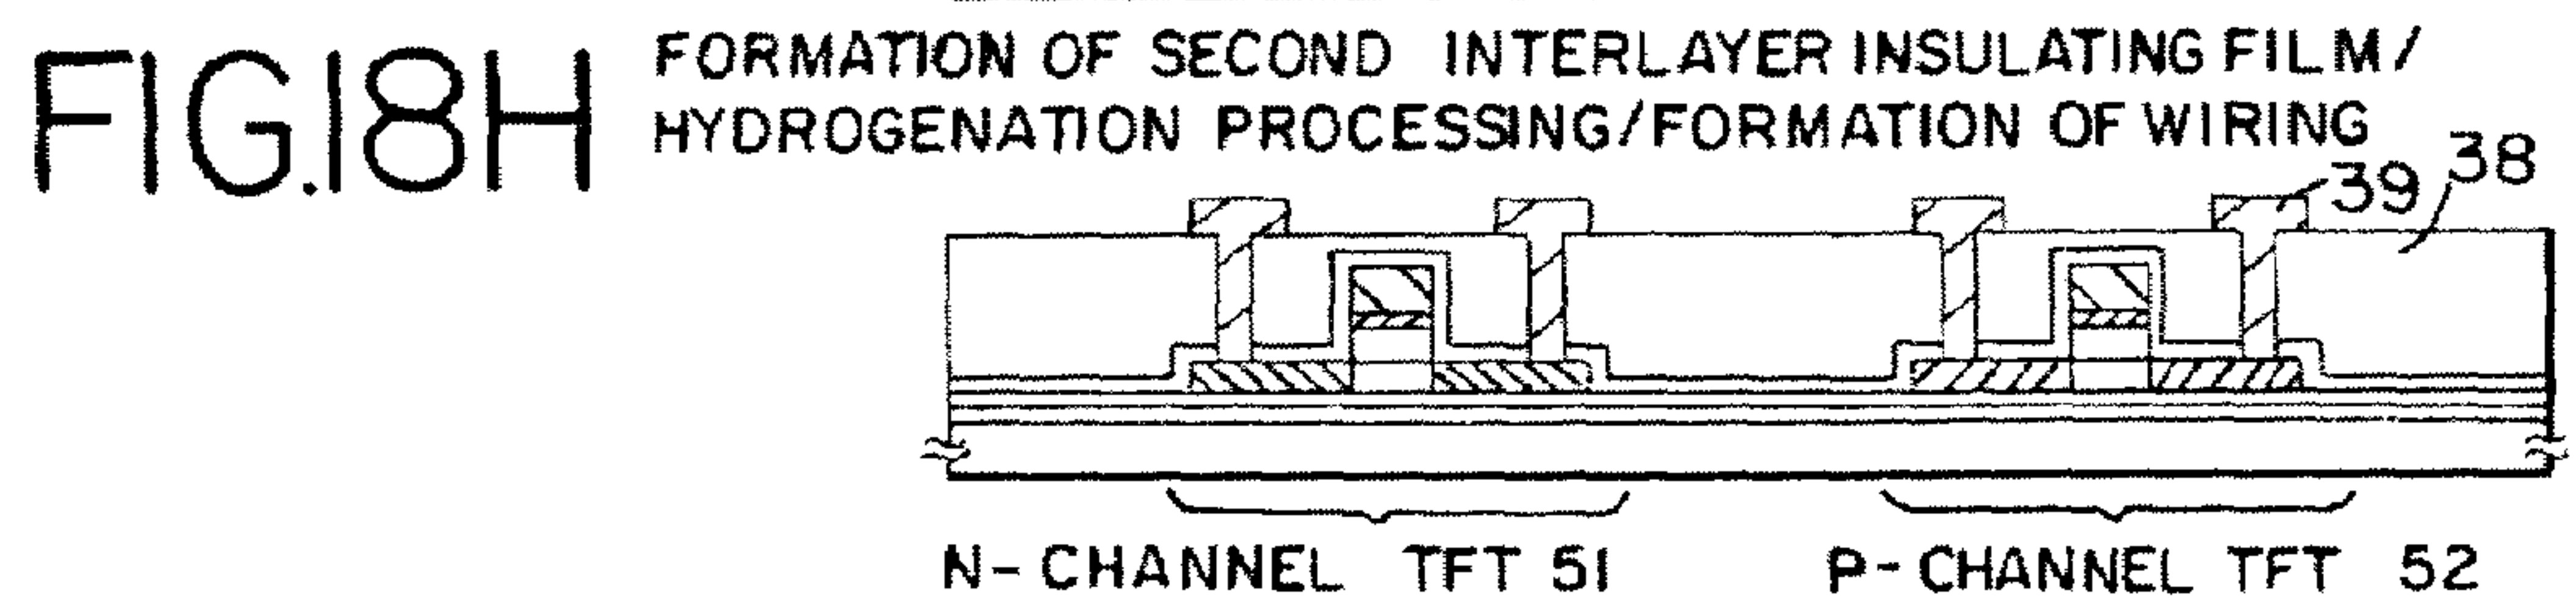 FIG.18H
FORMATION OF SECOND INTERLAYER INSULATING FILM/
HYDROGENATION PROCESSING/FORMATION OF WIRING
39
38
N-CHANNEL TFT 51
P-CHANNEL TFT 52